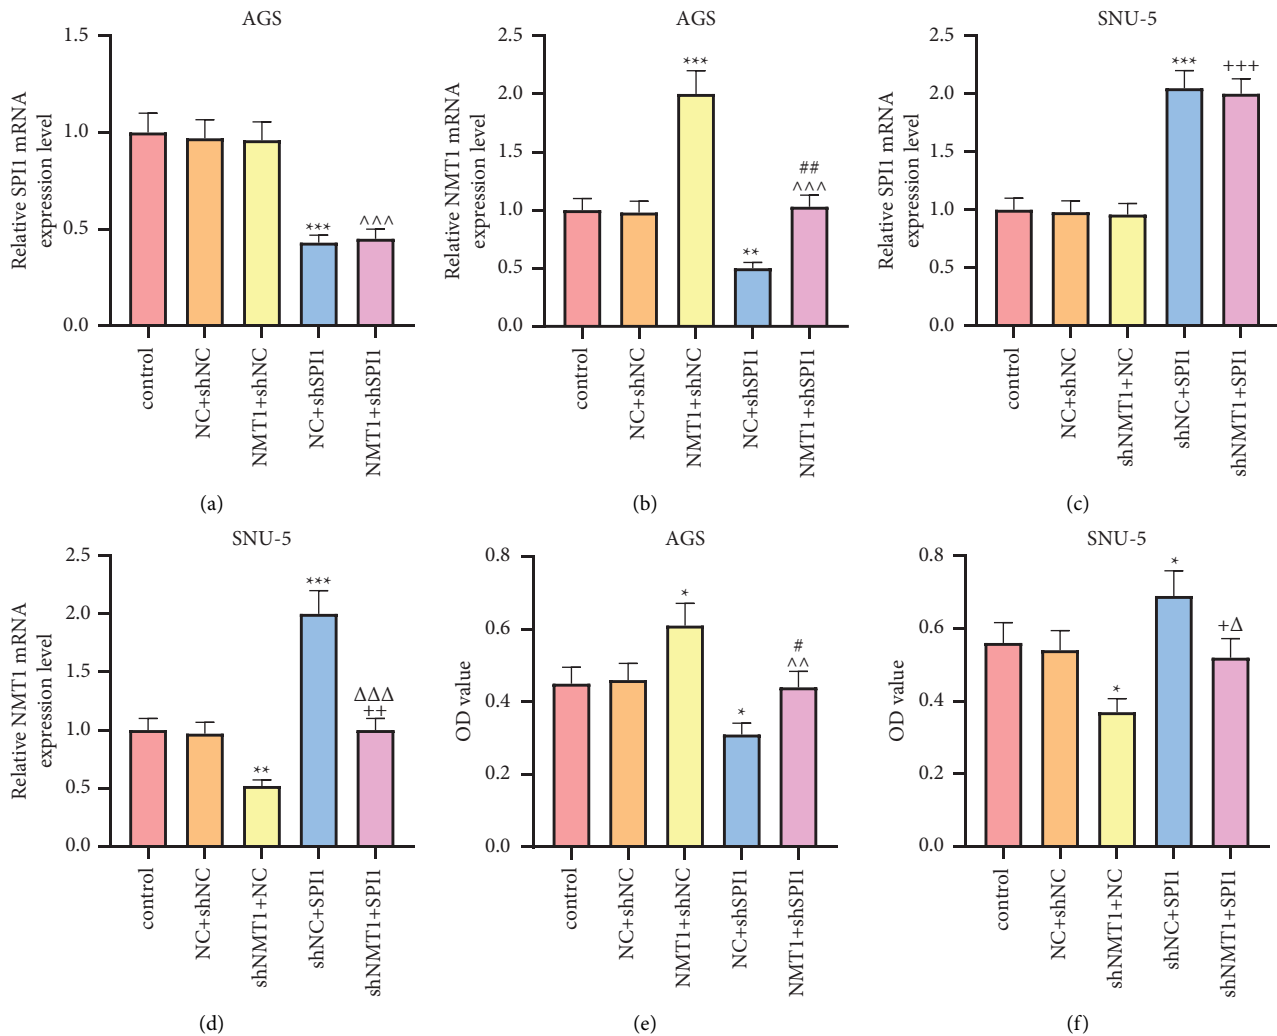 AGS
Relative SPI1 mRNA
expression level
1.5
1.0
0.5
0.0
***
^^^
control
NC+shNC
NMT1+shNC
NC+shSPI1
NMT1+shSPI1
(a)
AGS
Relative NMT1 mRNA
expression level
2.5
2.0
1.5
1.0
0.5
0.0
***
**
##
^^^
control
NC+shNC
NMT1+shNC
NC+shSPI1
NMT1+shSPI1
(b)
SNU-5
Relative SPI1 mRNA
expression level
2.5
2.0
1.5
1.0
0.5
0.0
***
+++
control
NC+shNC
shNMT1+NC
shNC+SPI1
shNMT1+SPI1
(c)
SNU-5
Relative NMT1 mRNA
expression level
2.5
2.0
1.5
1.0
0.5
0.0
**
***
ΔΔΔ
++
control
NC+shNC
shNMT1+NC
shNC+SPI1
shNMT1+SPI1
(d)
AGS
OD value
0.8
0.6
0.4
0.2
0.0
*
*
#
^^
control
NC+shNC
NMT1+shNC
NC+shSPI1
NMT1+shSPI1
(e)
SNU-5
OD value
0.8
0.6
0.4
0.2
0.0
*
*
+Δ
control
NC+shNC
shNMT1+NC
shNC+SPI1
shNMT1+SPI1
(f)